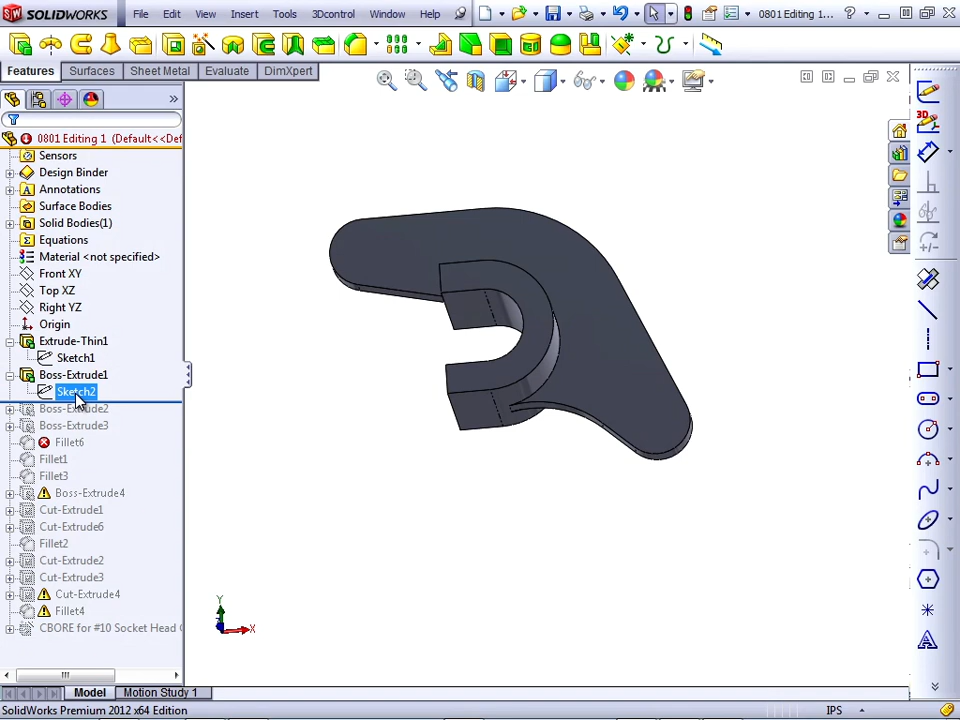 SOLIDWORKS
File
Edit
View
Insert
Tools
3Dcontrol
Window
Help
0801 Editing 1...
Features
Surfaces
Sheet Metal
Evaluate
DimXpert
0801 Editing 1 (Default<<Def
Sensors
Design Binder
Annotations
Surface Bodies
Solid Bodies(1)
Equations
Material <not specified>
Front XY
Top XZ
Right YZ
Origin
Extrude-Thin1
Sketch1
Boss-Extrude1
Sketch2
Boss-Extrude2
Boss-Extrude3
Fillet6
Fillet1
Fillet3
Boss-Extrude4
Cut-Extrude1
Cut-Extrude6
Fillet2
Cut-Extrude2
Cut-Extrude3
Cut-Extrude4
Fillet4
CBORE for #10 Socket Head C
Y
X
3D
Model
Motion Study 1
SolidWorks Premium 2012 x64 Edition
IPS